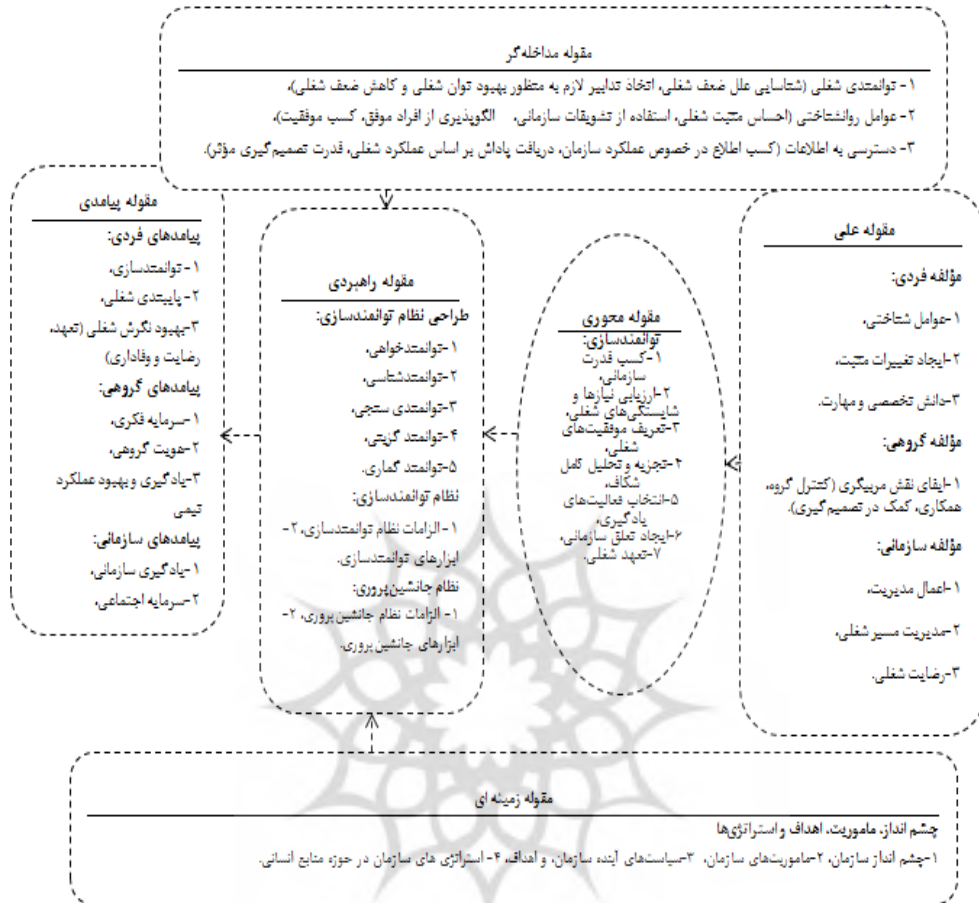 مقوله مداخله‌گر
۱- توانمندی شغلی (شناسایی علل ضعف شغلی، اتخاذ تدابیر لازم به منظور بهبود توان شغلی و کاهش ضعف شغلی)،
۲- عوامل روانشناختی (احساس مثبت شغلی، استفاده از تشویقات سازمانی، الگوپذیری از افراد موفق، کسب موفقیت)،
۳- دسترسی به اطلاعات (کسب اطلاع در خصوص عملکرد سازمان، دریافت پاداش بر اساس عملکرد شغلی، قدرت تصمیم‌گیری مؤثر).
مقوله علی
مؤلفه فردی:
۱-عوامل شناختی،
۲-ایجاد تغییرات مثبت،
۳-دانش تخصصی و مهارت.
مؤلفه گروهی:
۱-ایفای نقش مربیگری (کنترل گروه،
همکاری، کمک در تصمیم‌گیری).
مؤلفه سازمانی:
۱-اعمال مدیریت،
۲-مدیریت مسیر شغلی،
۳-رضایت شغلی.
مقوله محوری
توانمندسازی:
۱-کسب قدرت
سازمانی،
۲-ارزیابی نیازها و
شایستگی‌های شغلی،
۳-تعریف موفقیت‌های
شغلی،
۴-تجزیه و تحلیل کامل
شکاف،
۵-انتخاب فعالیت‌های
یادگیری،
۶-ایجاد تعلق سازمانی،
۷-تعهد شغلی.
مقوله راهبردی
طراحی نظام توانمندسازی:
۱-توانمندخواهی،
۲-توانمندشناسی،
۳-توانمندی سنجی،
۴-توانمند گزینی،
۵-توانمند گماری.
نظام توانمندسازی:
۱-الزامات نظام توانمندسازی، ۲-
ابزارهای توانمندسازی.
نظام جانشین‌پروری:
۱- الزامات نظام جانشین‌پروری، ۲-
ابزارهای جانشین‌پروری.
مقوله پیامدی
پیامدهای فردی:
۱- توانمندسازی،
۲- پایبندی شغلی،
۳-بهبود نگرش شغلی (تعهد،
رضایت و وفاداری)
پیامدهای گروهی:
۱-سرمایه فکری،
۲-هویت گروهی،
۳-یادگیری و بهبود عملکرد
تیمی
پیامدهای سازمانی:
۱-یادگیری سازمانی،
۲-سرمایه اجتماعی،
مقوله زمینه ای
چشم انداز، ماموریت، اهداف و استراتژی‌ها
۱-چشم انداز سازمان، ۲-ماموریت‌های سازمان، ۳-سیاست‌های آینده سازمان، و اهداف، ۴- استراتژی های سازمان در حوزه منابع انسانی.